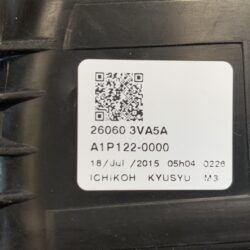 26060 3VA5A
A1P122-0000
18/Jul/2015 05h04 0226
ICHIKOH KYUSYU M3